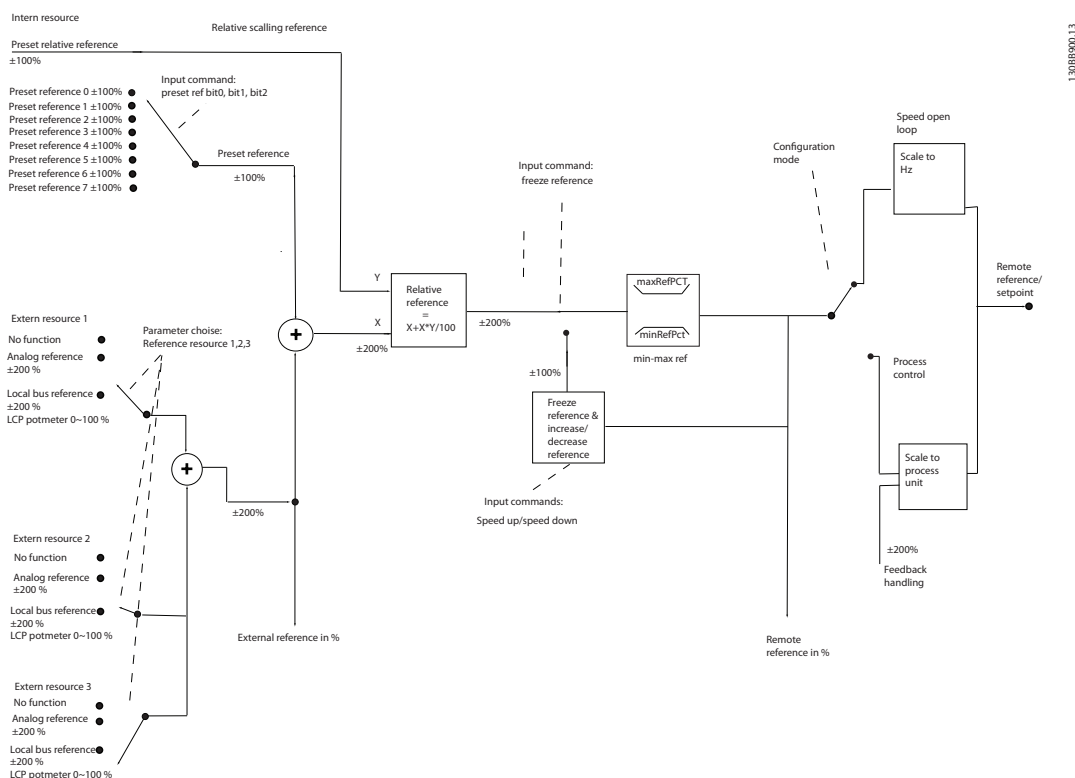 Intern resource
Relative scalling reference
Preset relative reference
±100%
Input command:
preset ref bit0, bit1, bit2
Preset reference 0 ±100%
Preset reference 1 ±100%
Preset reference 2 ±100%
Preset reference 3 ±100%
Preset reference 4 ±100%
Preset reference 5 ±100%
Preset reference 6 ±100%
Preset reference 7 ±100%
Preset reference
±100%
Input command:
freeze reference
Configuration
mode
Speed open
loop
Scale to
Hz
130BB900.13
Y
X
±200%
Relative
reference
=
X+X*Y/100
±200%
maxRefPCT
minRefPct
min-max ref
Remote
reference/
setpoint
Extern resource 1
No function
Analog reference
±200 %
Local bus reference
±200 %
LCP potmeter 0~100 %
Parameter choise:
Reference resource 1,2,3
+
+
±200%
±100%
Freeze
reference &
increase/
decrease
reference
Input commands:
Speed up/speed down
Process
control
Scale to
process
unit
±200%
Feedback
handling
Extern resource 2
No function
Analog reference
±200 %
Local bus reference
±200 %
LCP potmeter 0~100 %
External reference in %
Remote
reference in %
Extern resource 3
No function
Analog reference
±200 %
Local bus reference
±200 %
LCP potmeter 0~100 %